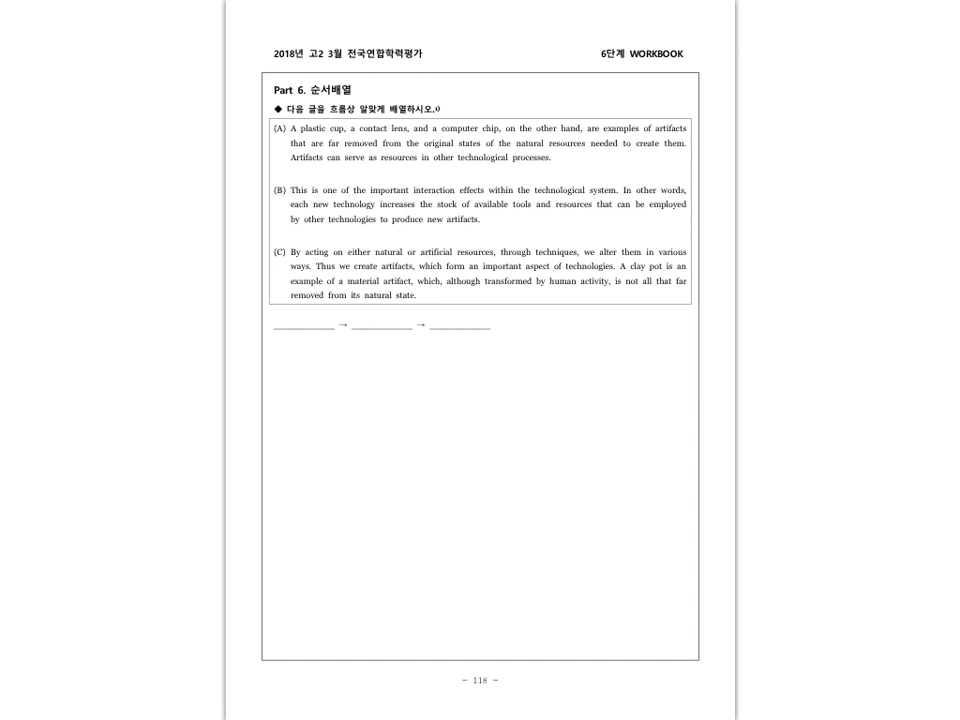 2018년 고2 3월 전국연합학력평가
6단계 WORKBOOK
Part 6. 순서배열
◆ 다음 글을 흐름상 알맞게 배열하시오.1)
(A) A plastic cup, a contact lens, and a computer chip, on the other hand, are examples of artifacts
that are far removed from the original states of the natural resources needed to create them.
Artifacts can serve as resources in other technological processes.
(B) This is one of the important interaction effects within the technological system. In other words,
each new technology increases the stock of available tools and resources that can be employed
by other technologies to produce new artifacts.
(C) By acting on either natural or artificial resources, through techniques, we alter them in various
ways. Thus we create artifacts, which form an important aspect of technologies. A clay pot is an
example of a material artifact, which, although transformed by human activity, is not all that far
removed from its natural state.
____________ → ____________ → ____________
- 118 -